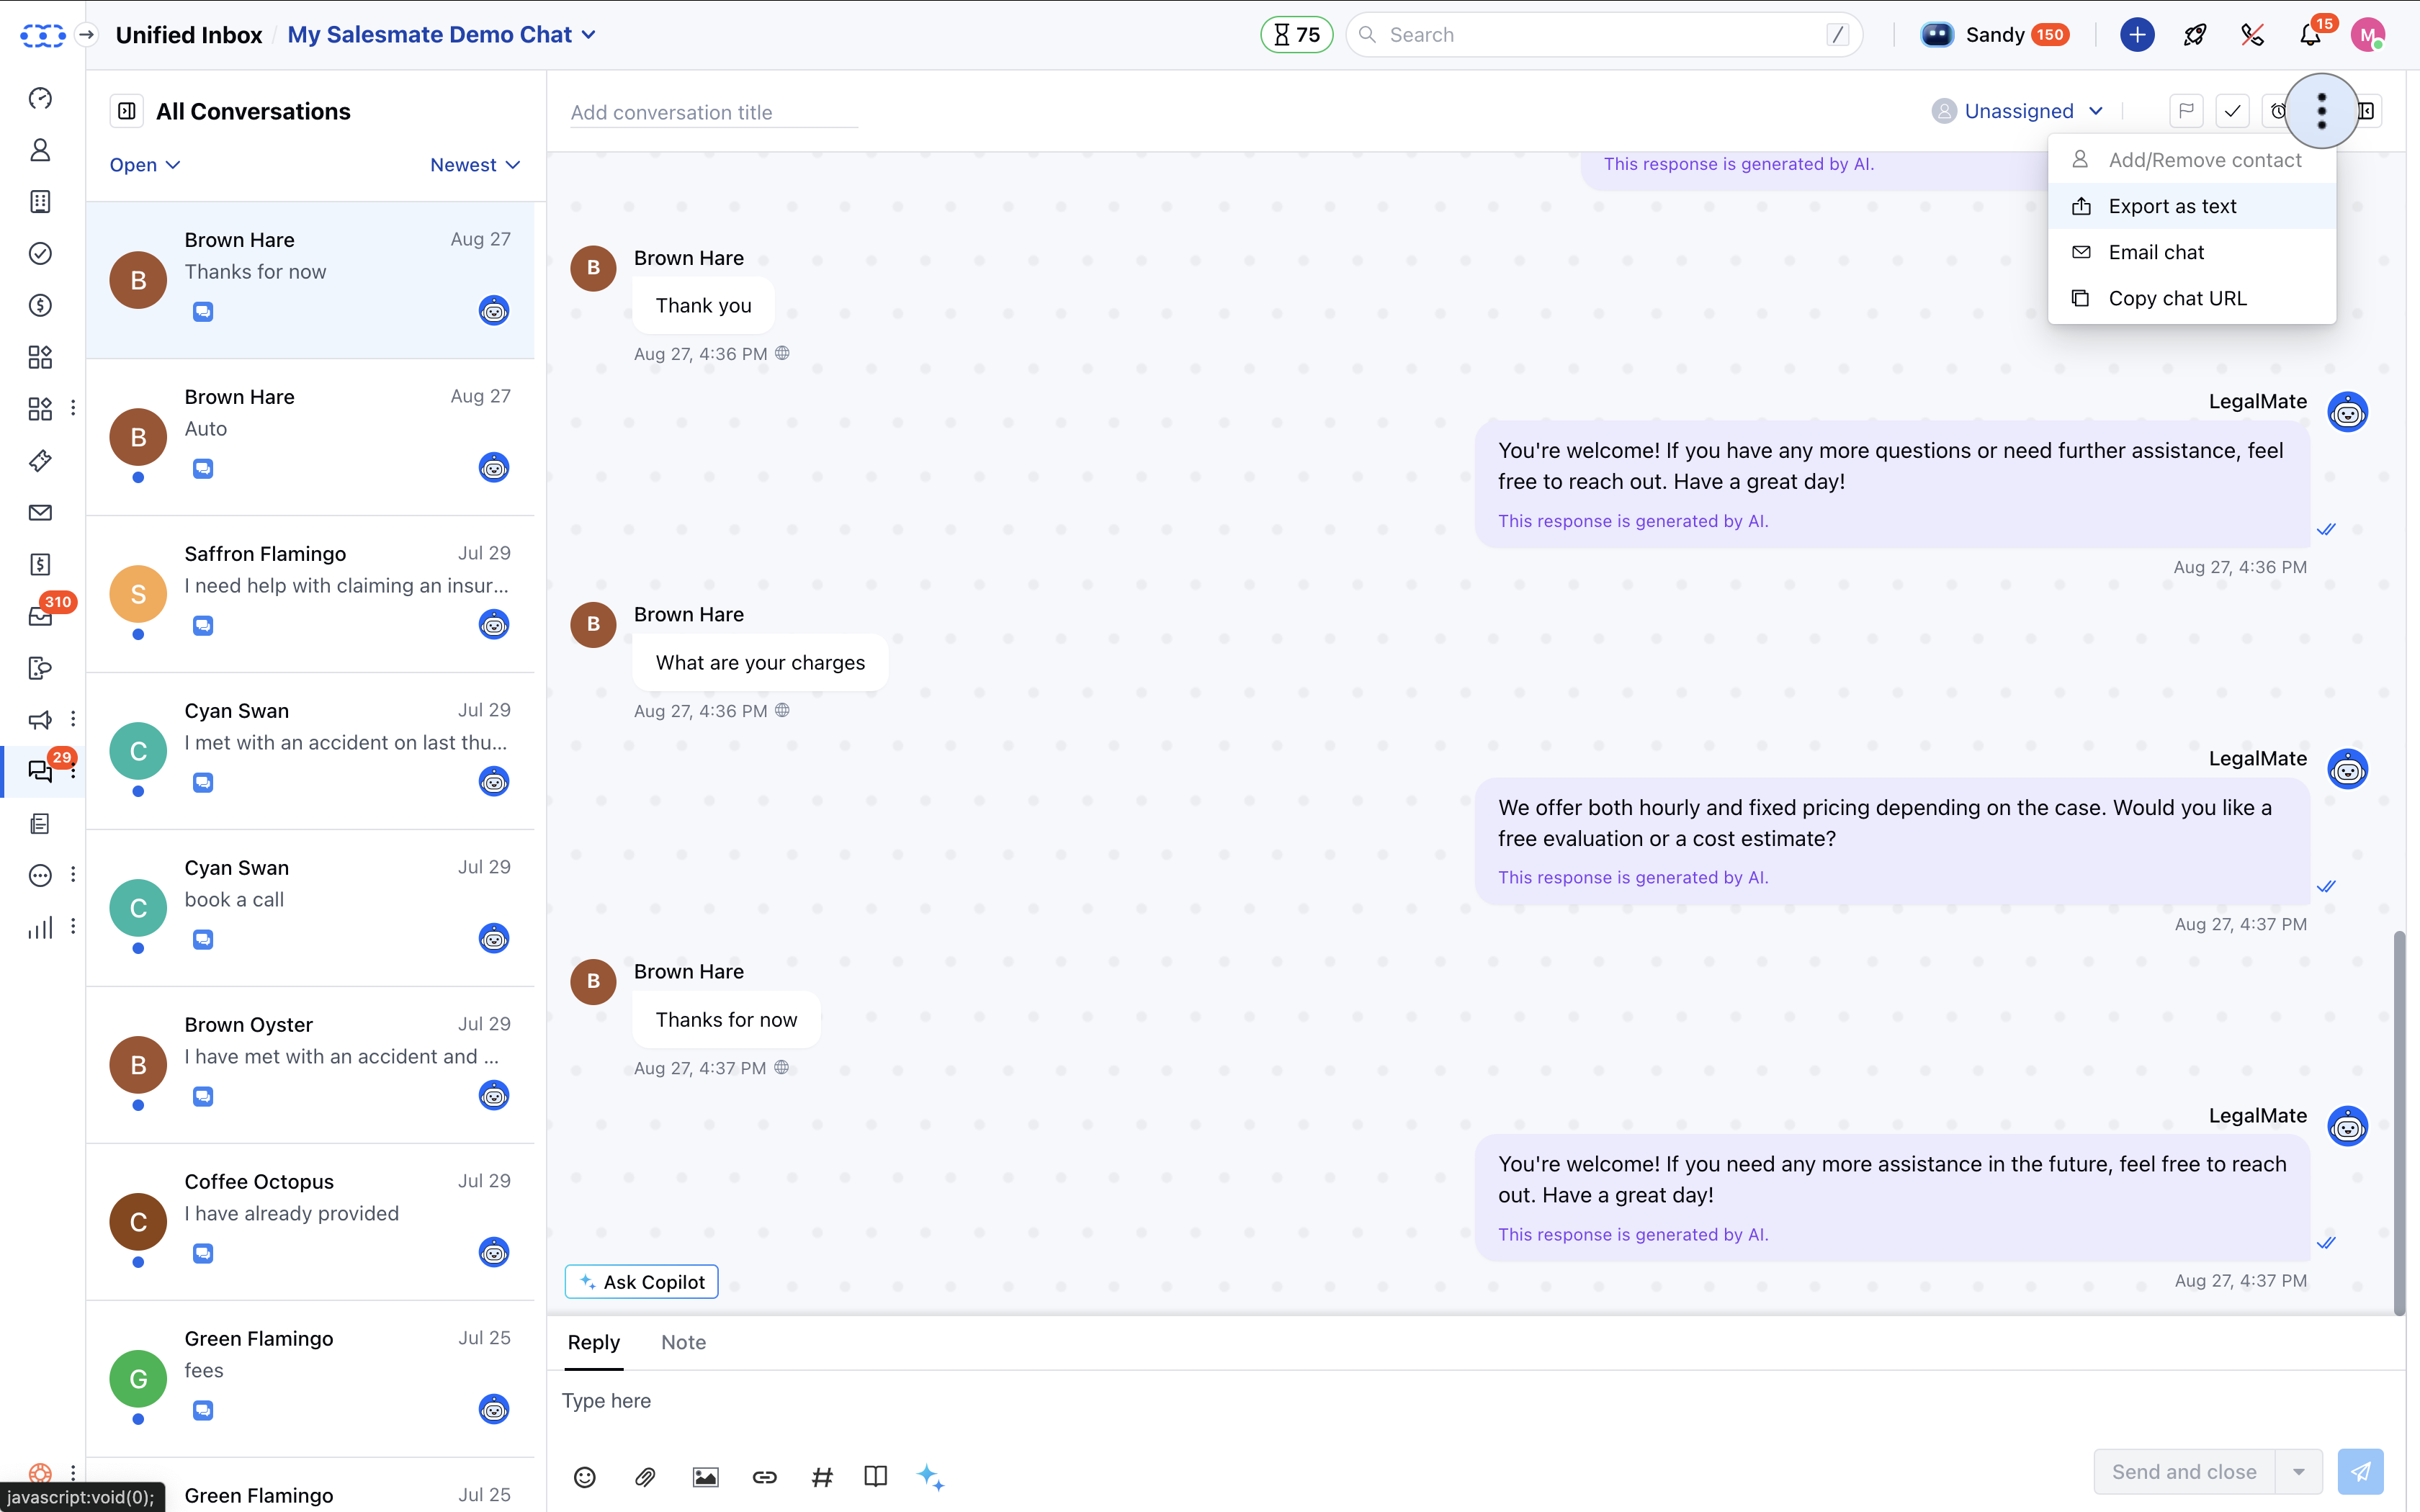 Unified Inbox / My Salesmate Demo Chat
75
Search
/
Sandy 150
15
M
All Conversations
Open
Newest
Brown Hare
Aug 27
B
Thanks for now
Brown Hare
Aug 27
B
Auto
Saffron Flamingo
Jul 29
S
I need help with claiming an insur...
Cyan Swan
Jul 29
C
I met with an accident on last thu...
Cyan Swan
Jul 29
C
book a call
Brown Oyster
Jul 29
B
I have met with an accident and ...
Coffee Octopus
Jul 29
C
I have already provided
Green Flamingo
Jul 25
G
fees
Green Flamingo
Jul 25
310
29
javascript:void(0);
Add conversation title
Unassigned
Add/Remove contact
Export as text
Email chat
Copy chat URL
This response is generated by AI.
B
Brown Hare
Thank you
Aug 27, 4:36 PM
LegalMate
You're welcome! If you have any more questions or need further assistance, feel
free to reach out. Have a great day!
This response is generated by AI.
Aug 27, 4:36 PM
B
Brown Hare
What are your charges
Aug 27, 4:36 PM
LegalMate
We offer both hourly and fixed pricing depending on the case. Would you like a
free evaluation or a cost estimate?
This response is generated by AI.
Aug 27, 4:37 PM
B
Brown Hare
Thanks for now
Aug 27, 4:37 PM
LegalMate
You're welcome! If you need any more assistance in the future, feel free to reach
out. Have a great day!
This response is generated by AI.
Aug 27, 4:37 PM
Ask Copilot
Reply
Note
Type here
Send and close